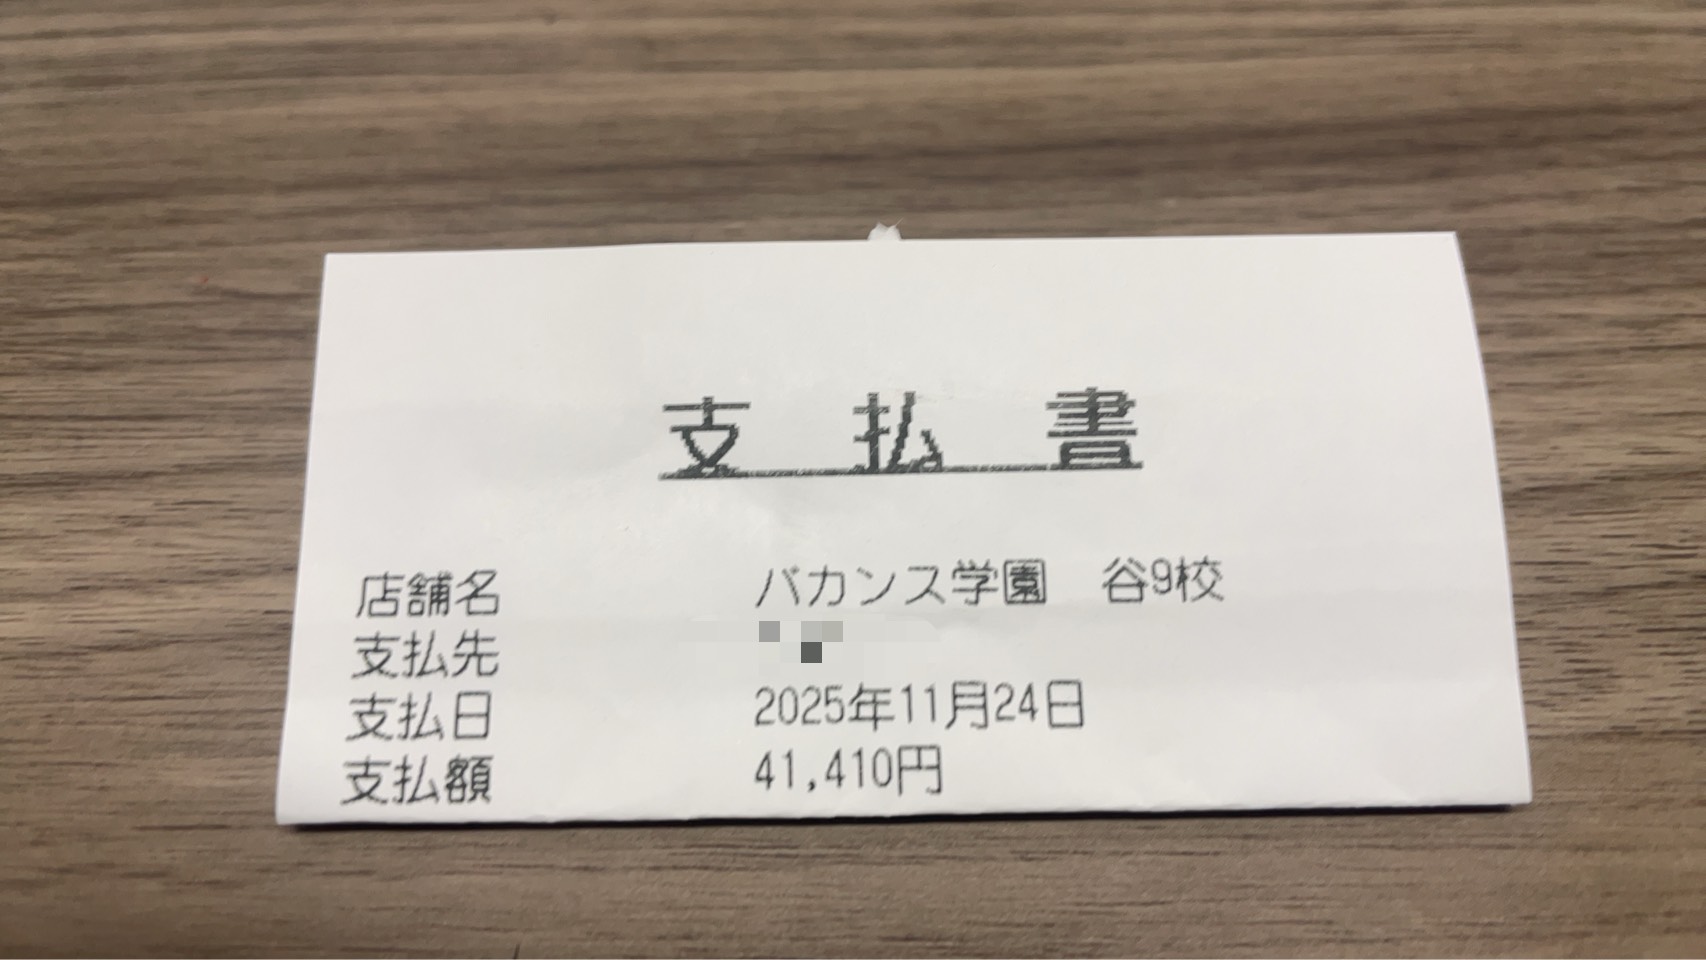 支払書
店舗名 バカンス学園 谷9校
支払先
支払日 2025年11月24日
支払額 41,410円